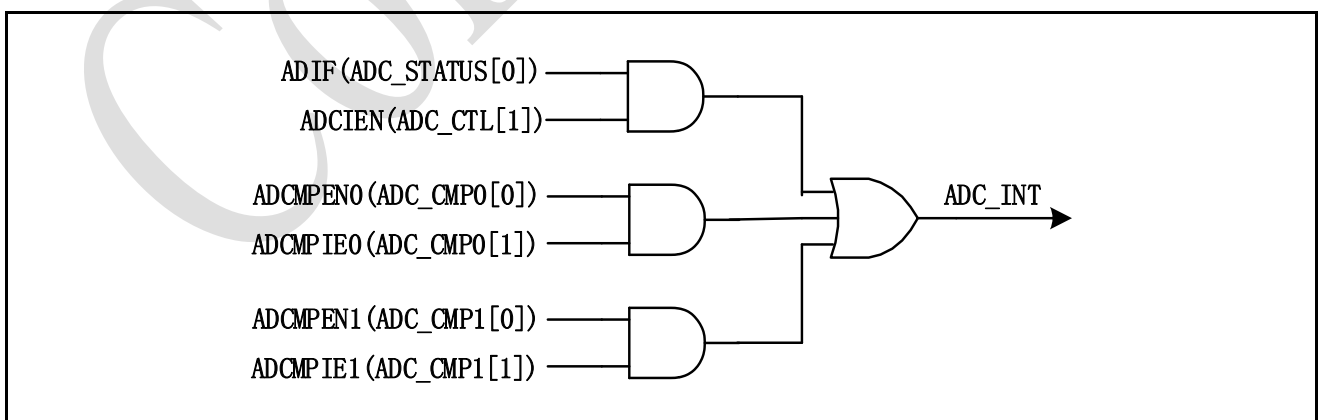 ADIF(ADC_STATUS[0])
ADCIEN(ADC_CTL[1])
ADCMPEN0(ADC_CMP0[0])
ADCMPIE0(ADC_CMP0[1])
ADC_INT
ADCMPEN1(ADC_CMP1[0])
ADCMPIE1(ADC_CMP1[1])